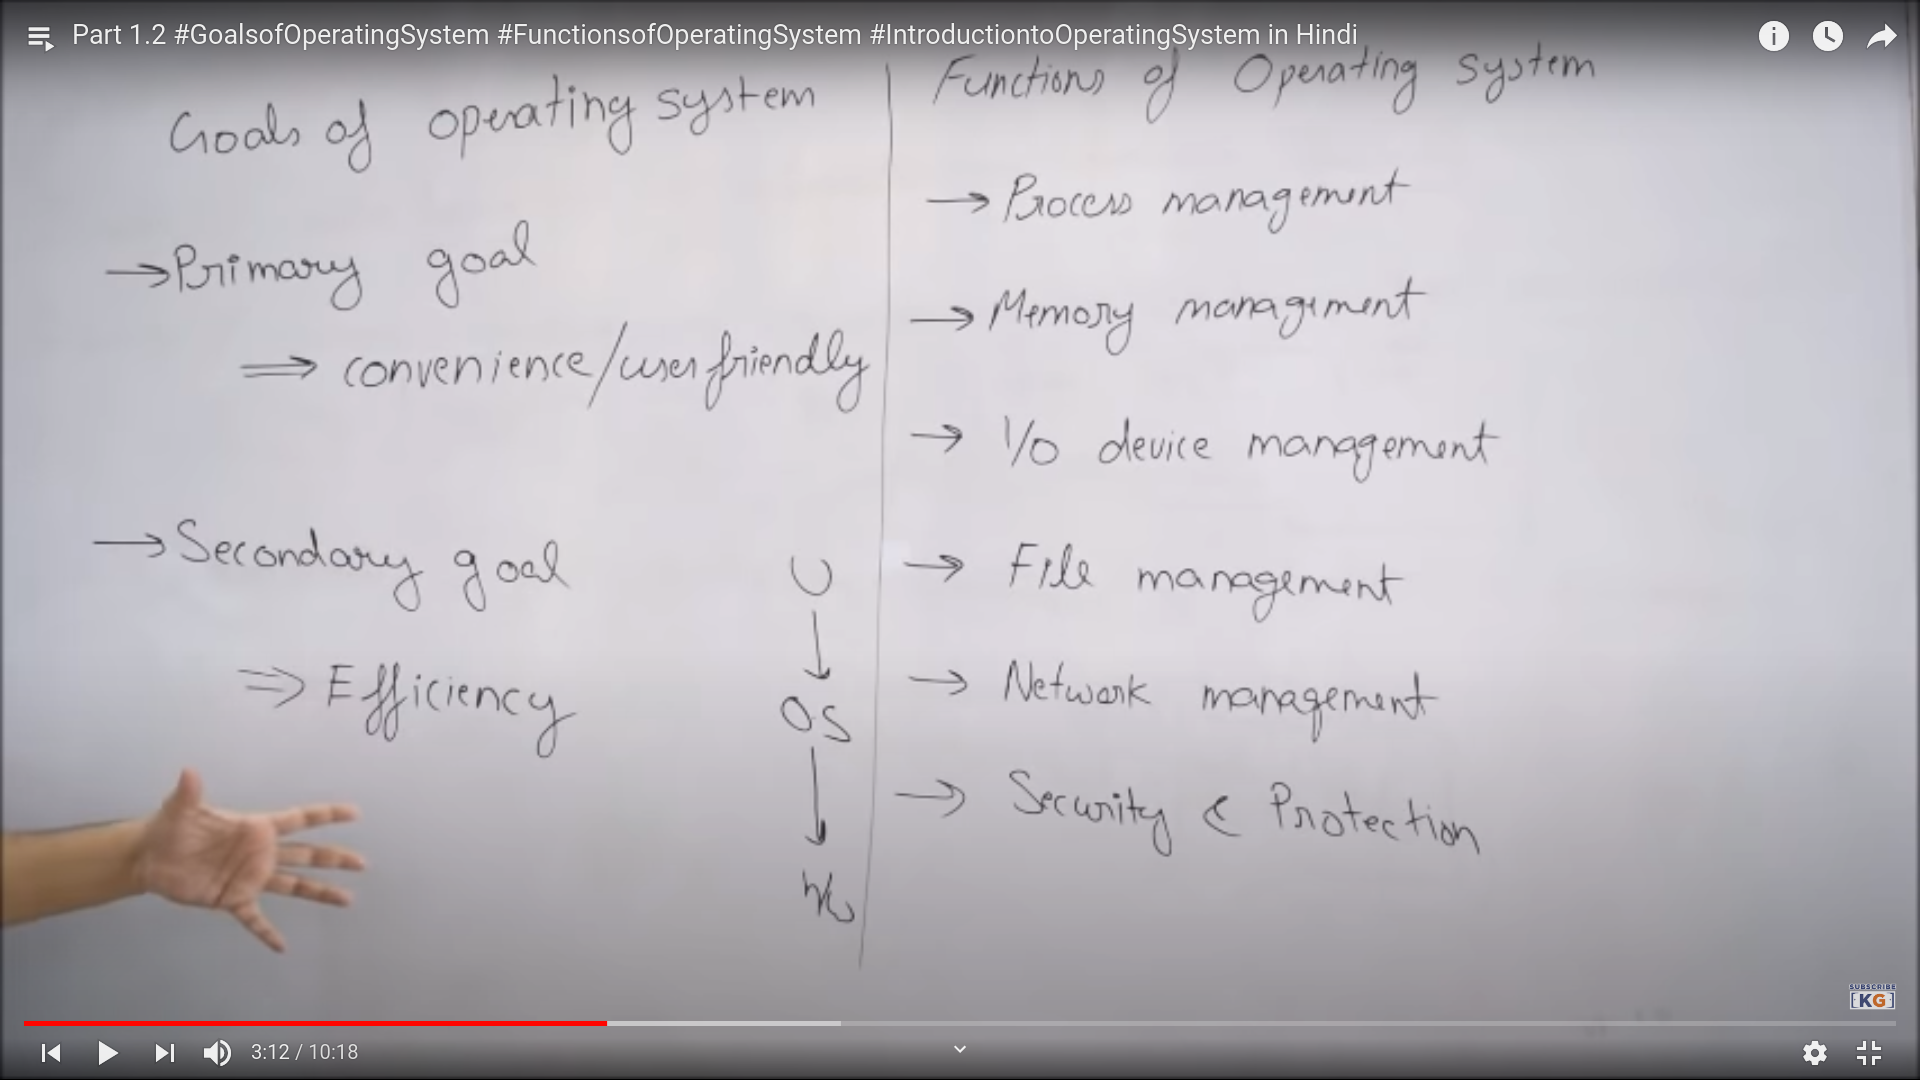 Part 1.2 #GoalsofOperatingSystem #FunctionsofOperatingSystem #IntroductiontoOperatingSystem in Hindi
Goals of operating system
→ Primary goal
⇒ convenience/user friendly
→ Secondary goal
⇒ Efficiency
U
↓
OS
↓
Functions of Operating system
→ Process management
→ Memory management
→ I/O device management
→ File management
→ Network management
→ Security & Protection
SUBSCRIBE
KG
3:12 / 10:18